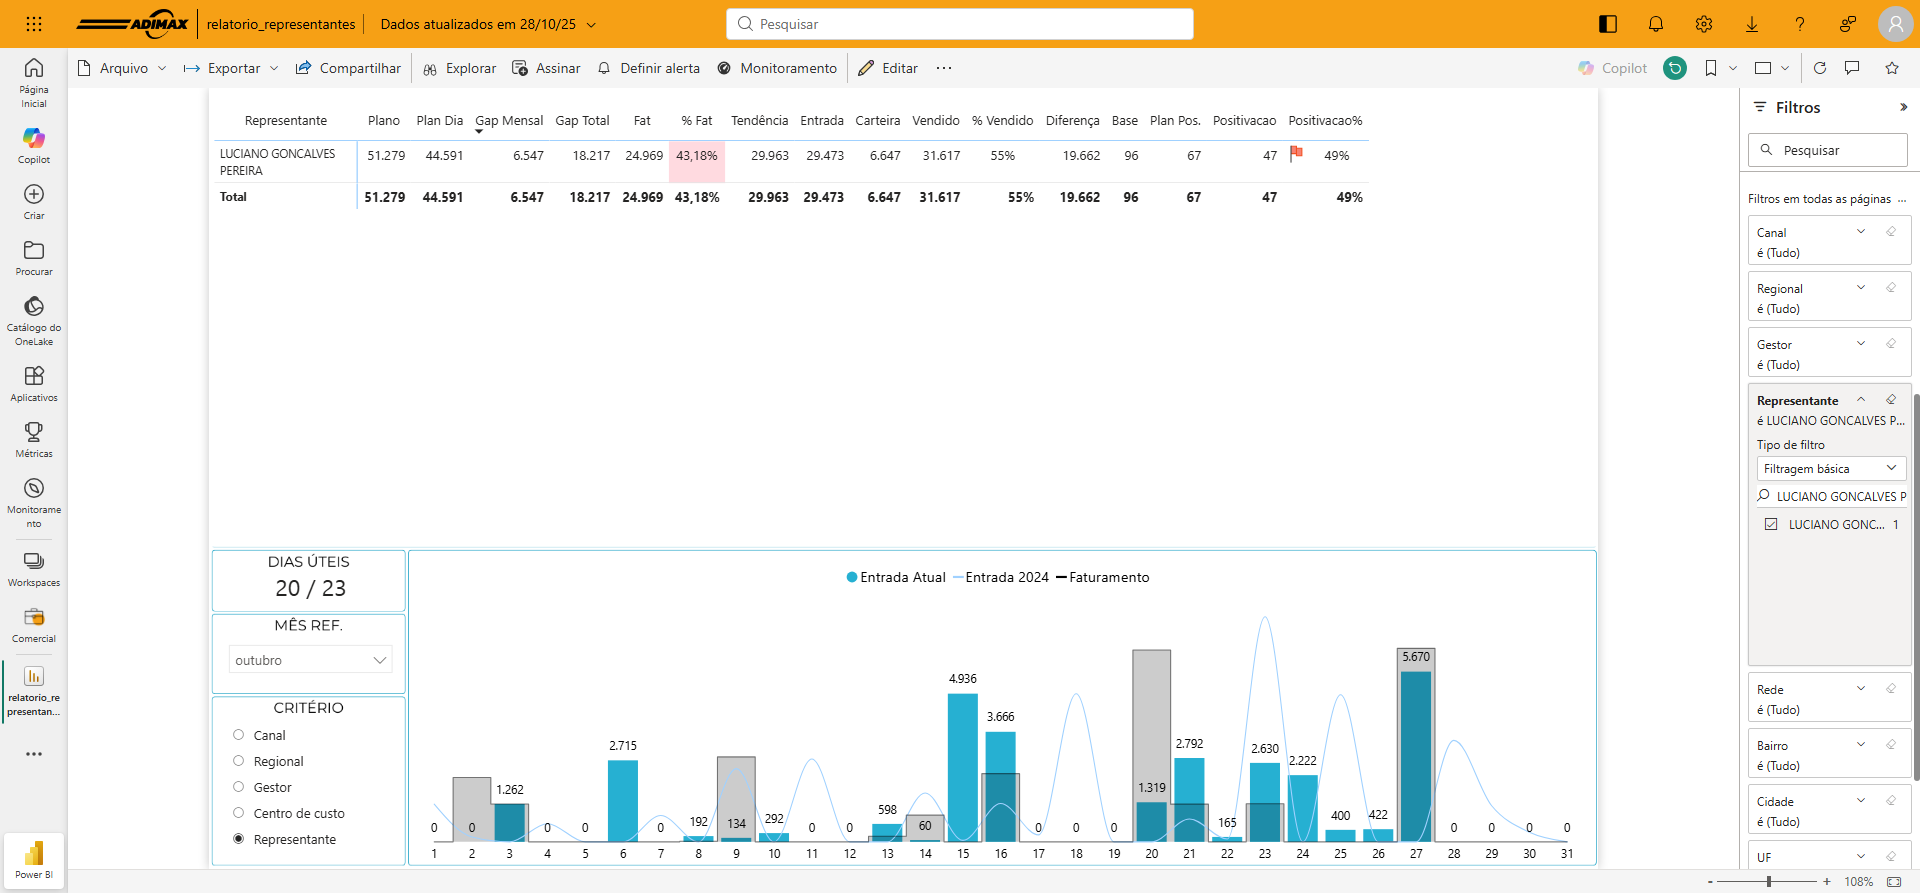 ADIMAX relatorio_representantes Dados atualizados em 28/10/25 Pesquisar
Arquivo Exportar Compartilhar Explorar Assinar Definir alerta Monitoramento Editar ... Copilot
Página
Inicial
Copilot
Criar
Procurar
Catálogo do
OneLake
Aplicativos
Métricas
Monitorame
nto
Workspaces
Comercial
relatorio_re
presentan...
Power BI
Representante Plano Plan Dia Gap Mensal Gap Total Fat % Fat Tendência Entrada Carteira Vendido % Vendido Diferença Base Plan Pos. Positivacao Positivacao%
LUCIANO GONCALVES
PEREIRA
51.279 44.591 6.547 18.217 24.969 43,18% 29.963 29.473 6.647 31.617 55% 19.662 96 67 47 49%
Total 51.279 44.591 6.547 18.217 24.969 43,18% 29.963 29.473 6.647 31.617 55% 19.662 96 67 47 49%
DIAS ÚTEIS
20 / 23
MÊS REF.
outubro
CRITÉRIO
Canal
Regional
Gestor
Centro de custo
Representante
Entrada Atual Entrada 2024 Faturamento
0 0 1.262 0 0 2.715 0 192 134 292 0 0 598 60 4.936 3.666 0 0 0 1.319 2.792 165 2.630 2.222 400 422 5.670 0 0 0 0
1 2 3 4 5 6 7 8 9 10 11 12 13 14 15 16 17 18 19 20 21 22 23 24 25 26 27 28 29 30 31
Filtros
Pesquisar
Filtros em todas as páginas ...
Canal
é (Tudo)
Regional
é (Tudo)
Gestor
é (Tudo)
Representante
é LUCIANO GONCALVES P...
Tipo de filtro
Filtragem básica
LUCIANO GONCALVES P
LUCIANO GONC... 1
Rede
é (Tudo)
Bairro
é (Tudo)
Cidade
é (Tudo)
UF
- + 108%